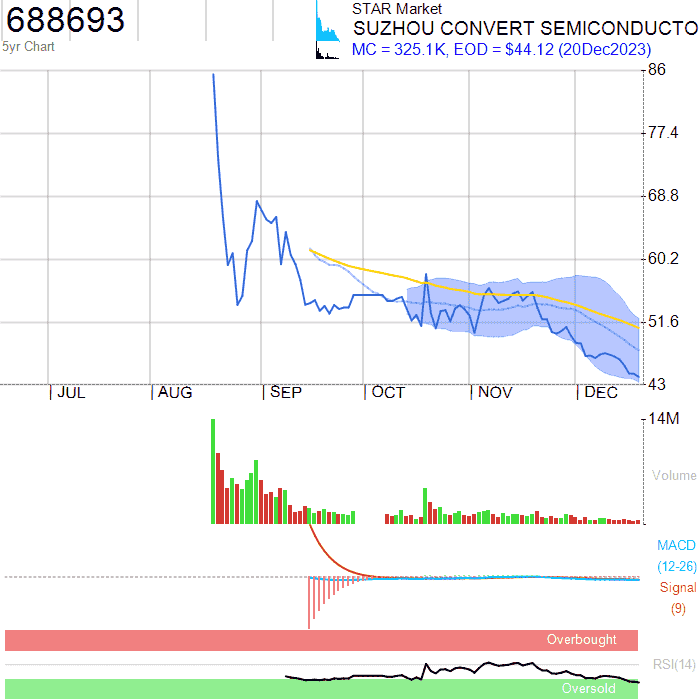 688693
5yr Chart
STAR Market
SUZHOU CONVERT SEMICONDUCTO
MC = 325.1K, EOD = $44.12 (20Dec2023)
86
77.4
68.8
60.2
51.6
43
JUL
AUG
SEP
OCT
NOV
DEC
14M
Volume
MACD
(12-26)
Signal
(9)
Overbought
RSI(14)
Oversold